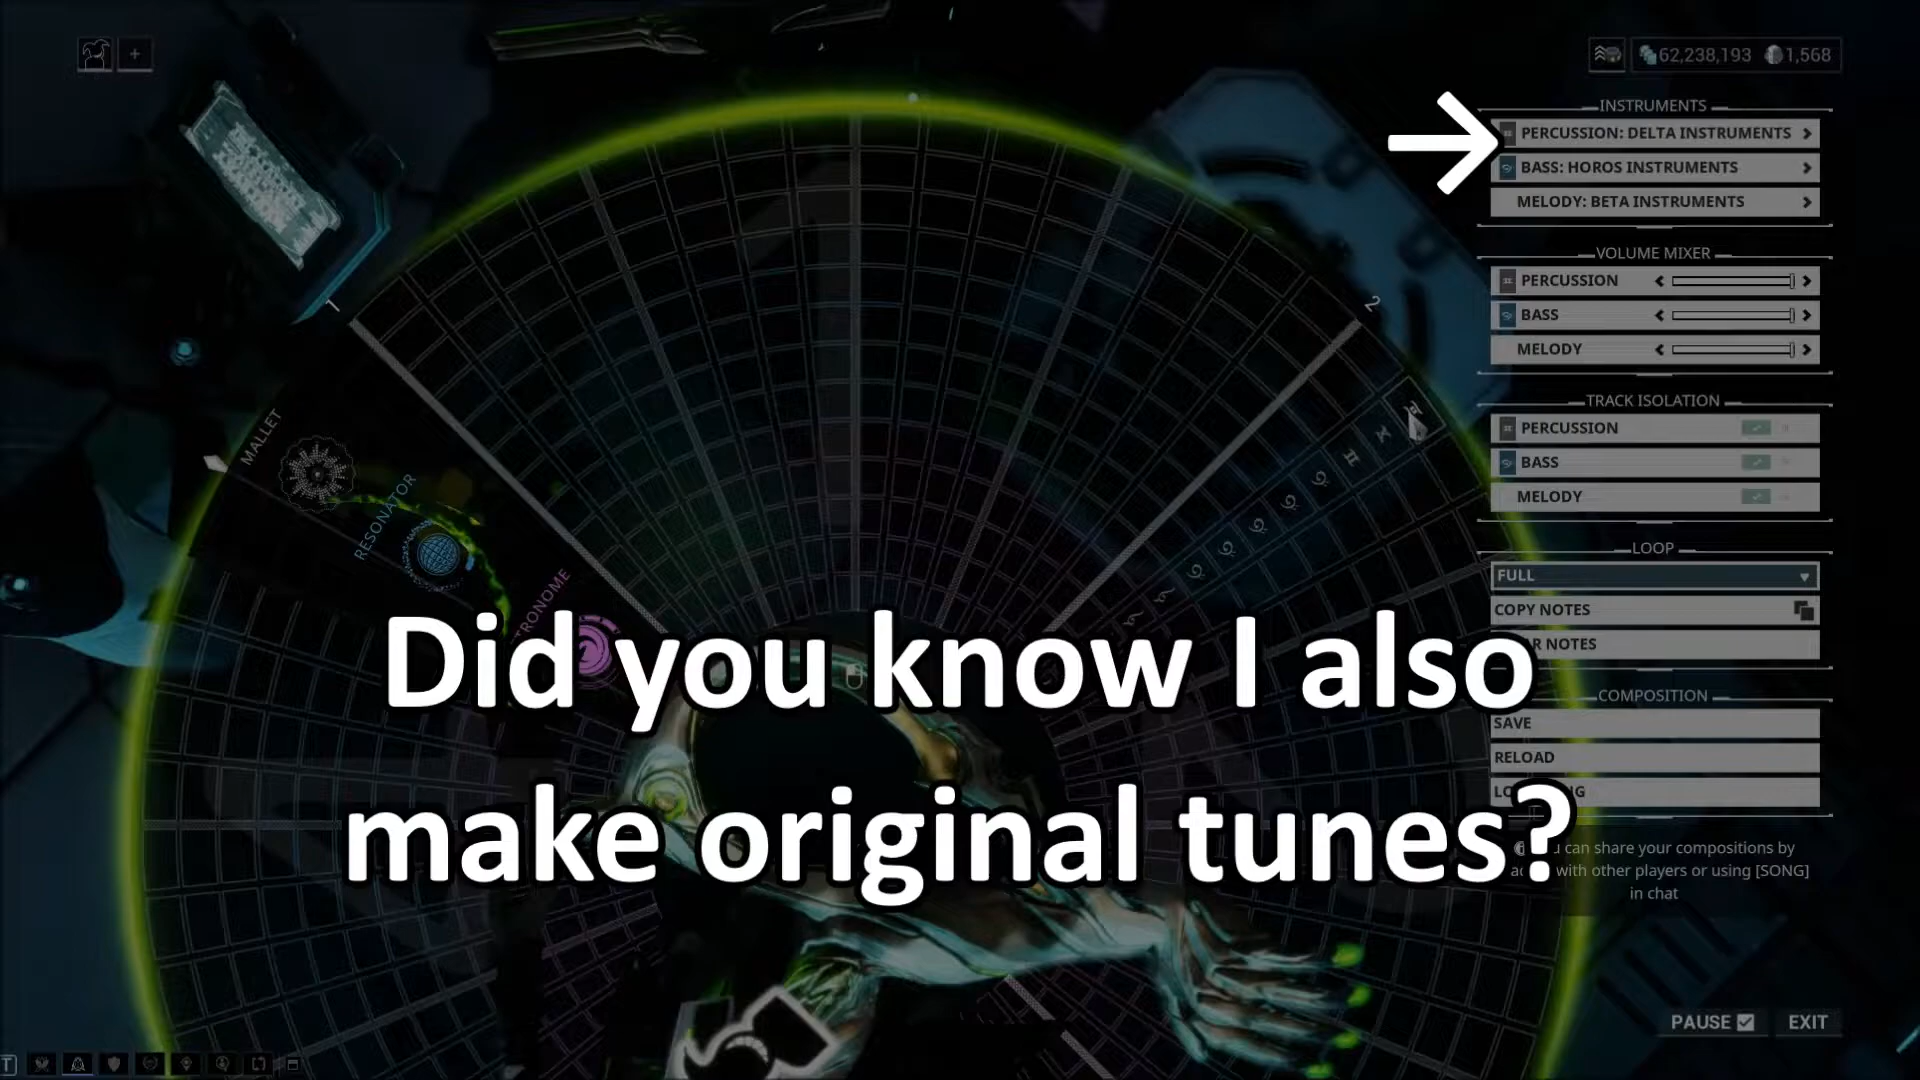 62,238,193 1,568
INSTRUMENTS
PERCUSSION: DELTA INSTRUMENTS
BASS: HOROS INSTRUMENTS
MELODY: BETA INSTRUMENTS
VOLUME MIXER
PERCUSSION
BASS
MELODY
TRACK ISOLATION
PERCUSSION
BASS
MELODY
LOOP
FULL
COPY NOTES
NOTES
COMPOSITION
SAVE
RELOAD
can share your compositions by
with other players or using [SONG]
in chat
1
2
MALLET
RESONATOR
Did you know I also
make original tunes?
PAUSE EXIT
T